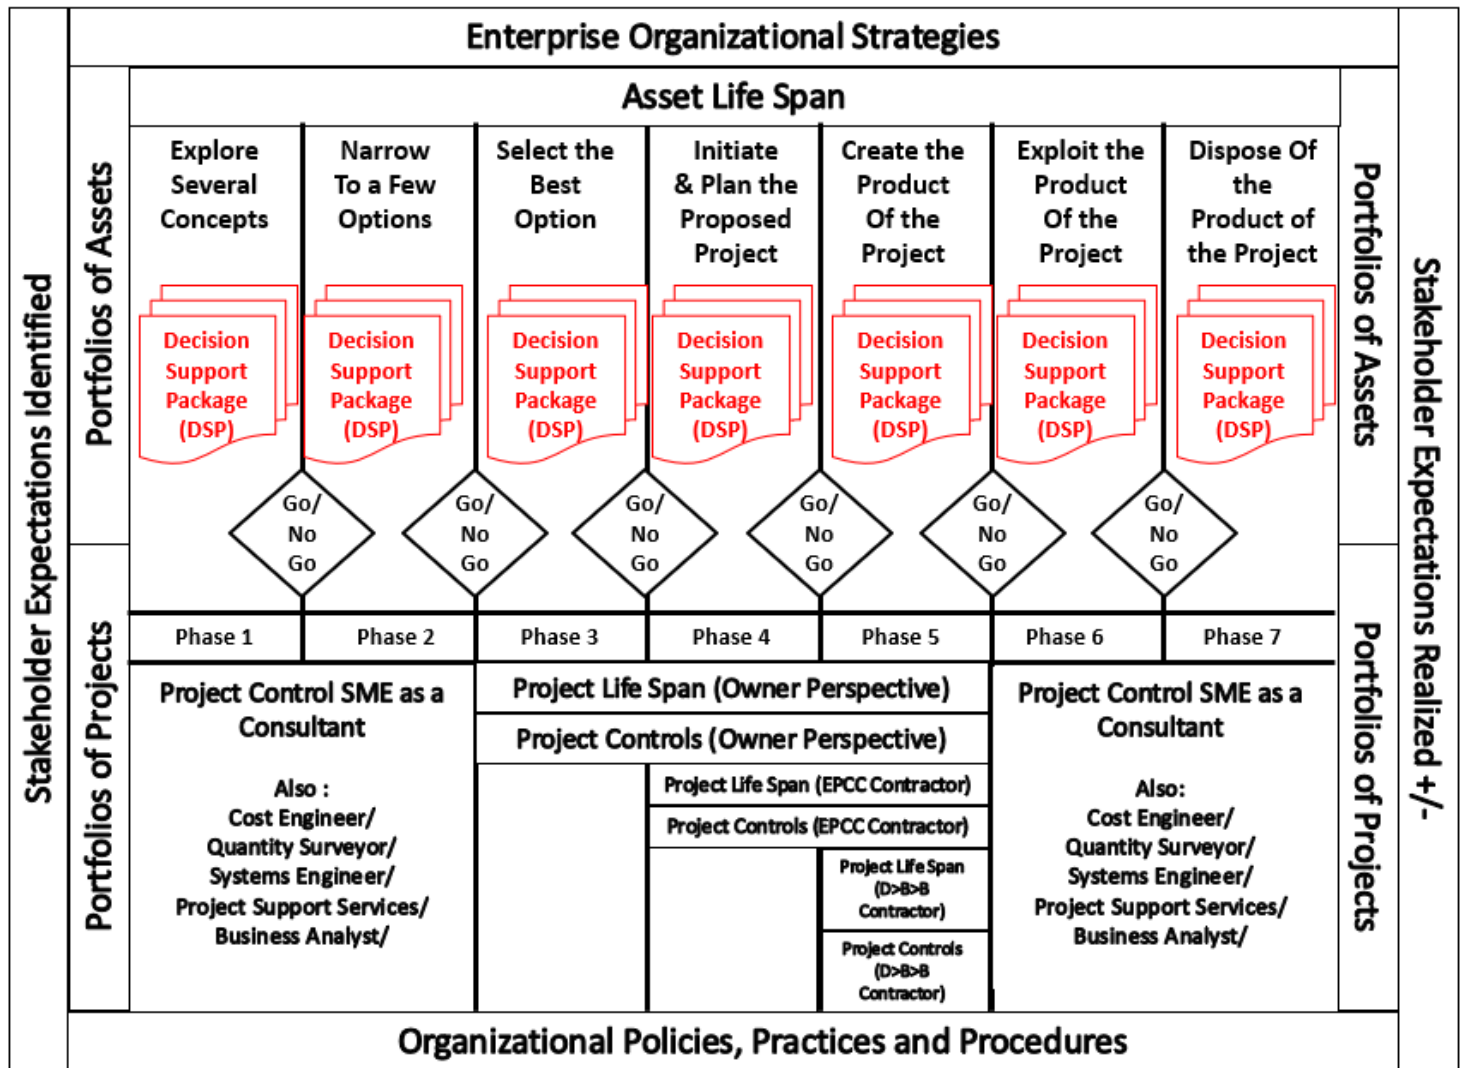 Enterprise Organizational Strategies
Asset Life Span
Stakeholder Expectations Identified
Portfolios of Assets
Portfolios of Projects
Explore
Several
Concepts
Narrow
To a Few
Options
Select the
Best
Option
Initiate
& Plan the
Proposed
Project
Create the
Product
Of the
Project
Exploit the
Product
Of the
Project
Dispose Of
the
Product of
the Project
Decision
Support
Package
(DSP)
Decision
Support
Package
(DSP)
Decision
Support
Package
(DSP)
Decision
Support
Package
(DSP)
Decision
Support
Package
(DSP)
Decision
Support
Package
(DSP)
Decision
Support
Package
(DSP)
Go/
No
Go
Go/
No
Go
Go/
No
Go
Go/
No
Go
Go/
No
Go
Go/
No
Go
Phase 1
Phase 2
Phase 3
Phase 4
Phase 5
Phase 6
Phase 7
Project Control SME as a
Consultant
Also :
Cost Engineer/
Quantity Surveyor/
Systems Engineer/
Project Support Services/
Business Analyst/
Project Life Span (Owner Perspective)
Project Controls (Owner Perspective)
Project Life Span (EPCC Contractor)
Project Controls (EPCC Contractor)
Project Life Span
(D>B>B
Contractor)
Project Controls
(D>B>B
Contractor)
Project Control SME as a
Consultant
Also:
Cost Engineer/
Quantity Surveyor/
Systems Engineer/
Project Support Services/
Business Analyst/
Portfolios of Assets
Portfolios of Projects
Stakeholder Expectations Realized +/-
Organizational Policies, Practices and Procedures